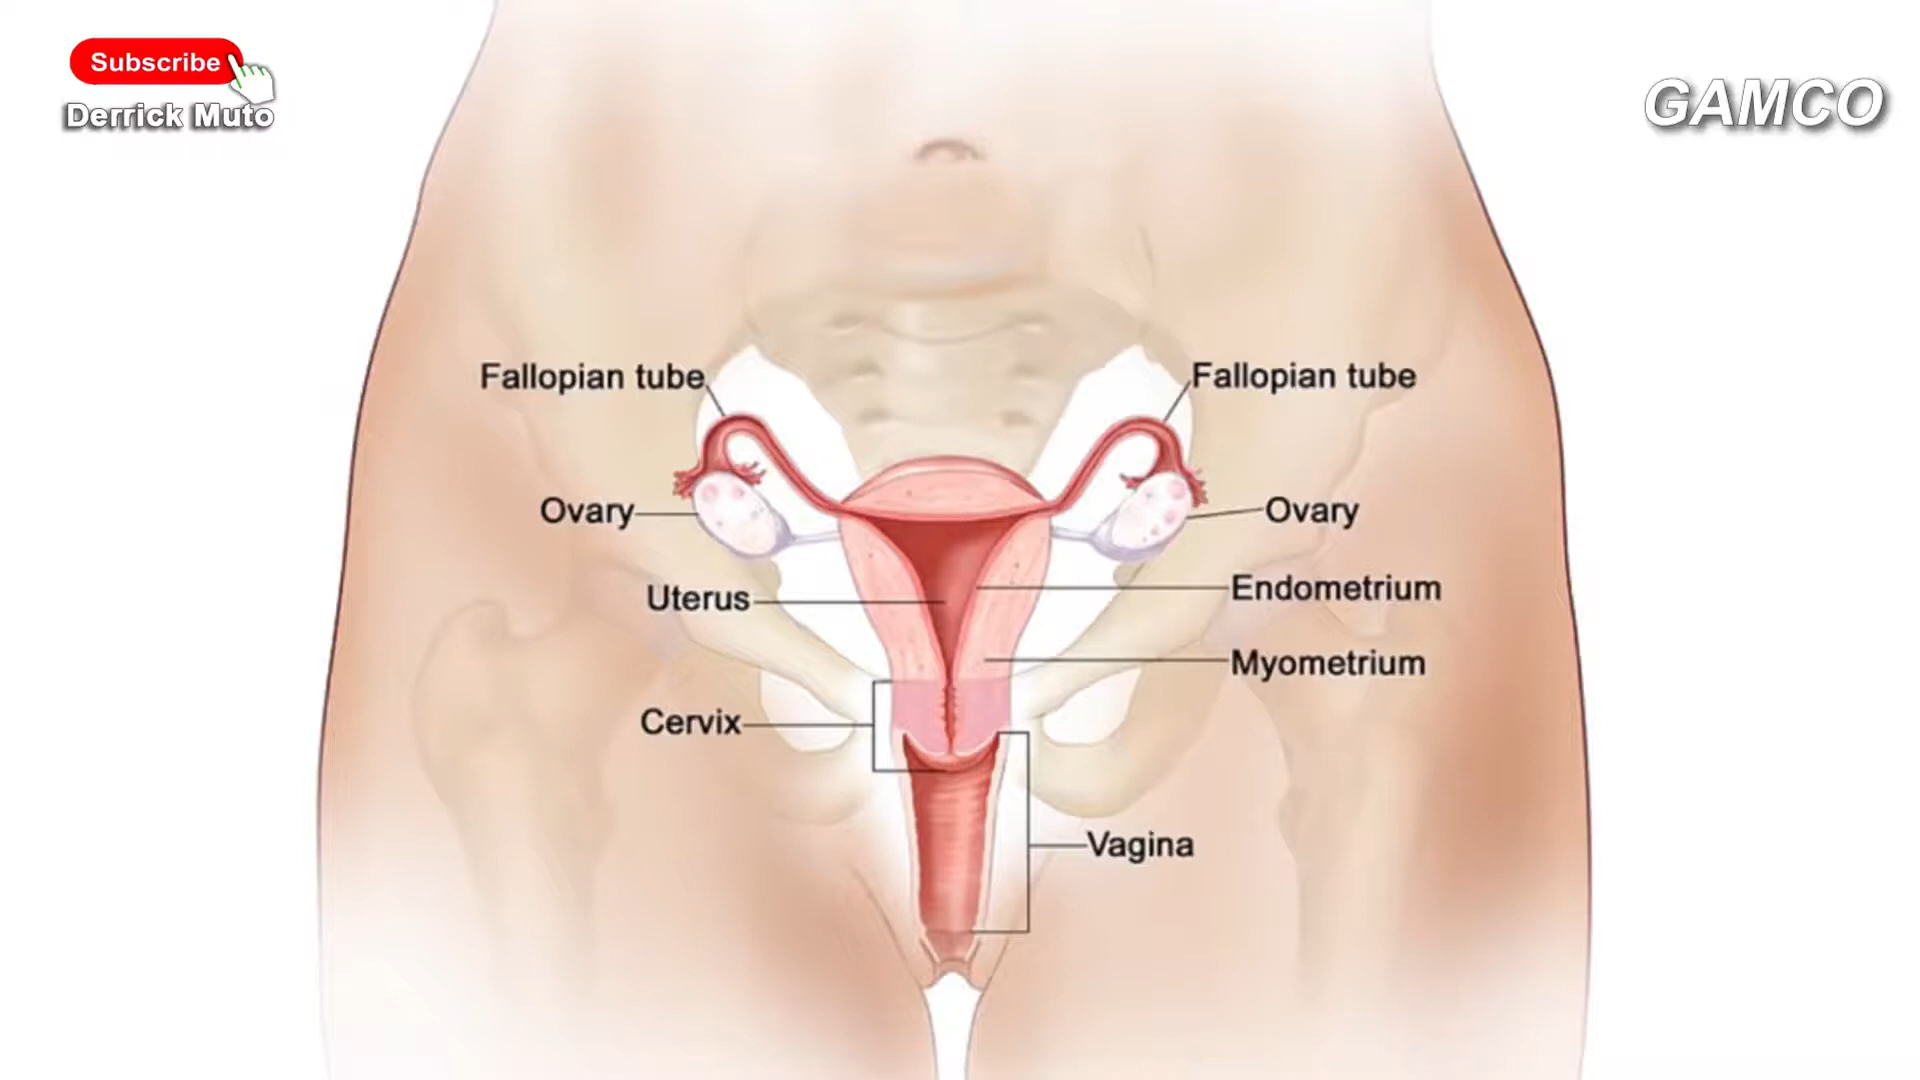 Subscribe
Derrick Muto
GAMCO
Fallopian tube
Fallopian tube
Ovary
Ovary
Uterus
Endometrium
Myometrium
Cervix
Vagina